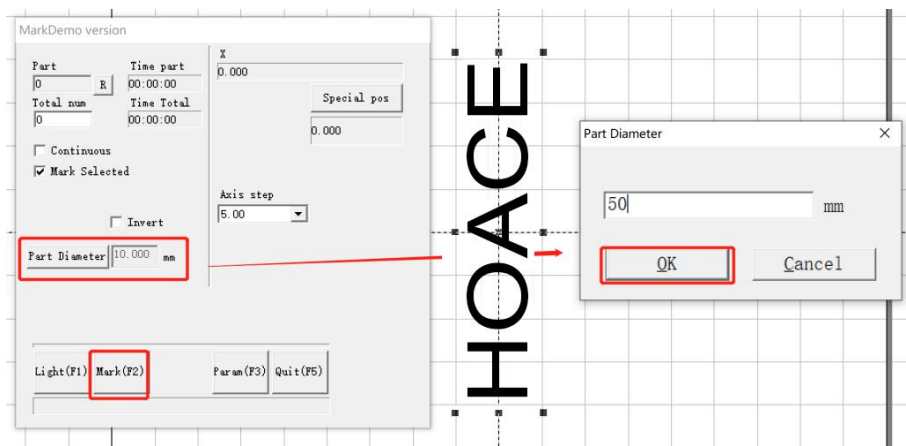 MarkDemo version
Part
Time part
0
R
00:00:00
Total num
Time Total
0
00:00:00
Continuous
Mark Selected
Invert
Part Diameter
10.000
mm
X
0.000
Special pos
0.000
Axis step
5.00
Light(F1)
Mark(F2)
Param(F3)
Quit(F5)
HOACE
Part Diameter
50
mm
OK
Cancel